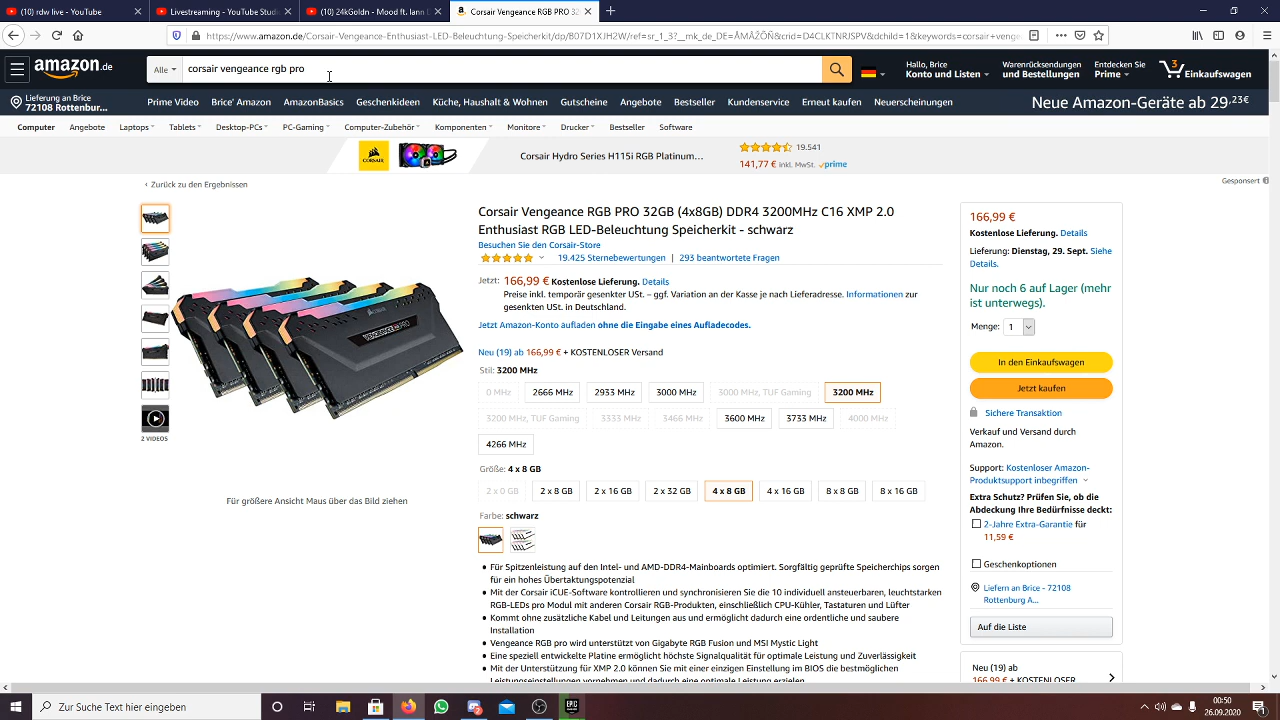 (10) rdw live - YouTube
Livestreaming - YouTube Stud
(10) 24kGoldn - Mood ft. Iann D
Corsair Vengeance RGB PRO 32
https://www.amazon.de/Corsair-Vengeance-Enthusiast-LED-Beleuchtung-Speicherkit/dp/B07D1XJH2W/ref=sr_1_3?__mk_de_DE=ÅMÅŽÕÑ&crid=D4CLKTNRJSPV&dchild=1&keywords=corsair+venge
amazon.de
Alle
corsair vengeance rgb pro
Hallo, Brice
Konto und Listen
Warenrücksendungen
und Bestellungen
Entdecken Sie
Prime
3
Einkaufswagen
Lieferung an Brice
72108 Rottenbur...
Prime Video
Brice' Amazon
AmazonBasics
Geschenkideen
Küche, Haushalt & Wohnen
Gutscheine
Angebote
Bestseller
Kundenservice
Erneut kaufen
Neuerscheinungen
Neue Amazon-Geräte ab 29,23€
Computer
Angebote
Laptops
Tablets
Desktop-PCs
PC-Gaming
Computer-Zubehör
Komponenten
Monitore
Drucker
Bestseller
Software
CORSAIR
Corsair Hydro Series H115i RGB Platinum...
19.541
141,77 € inkl. MwSt. prime
‹ Zurück zu den Ergebnissen
Gesponsert
Corsair Vengeance RGB PRO 32GB (4x8GB) DDR4 3200MHz C16 XMP 2.0
Enthusiast RGB LED-Beleuchtung Speicherkit - schwarz
Besuchen Sie den Corsair-Store
19.425 Sternebewertungen | 293 beantwortete Fragen
Jetzt: 166,99 € Kostenlose Lieferung. Details
Preise inkl. temporär gesenkter USt. – ggf. Variation an der Kasse je nach Lieferadresse. Informationen zur
gesenkten USt. in Deutschland.
Jetzt Amazon-Konto aufladen ohne die Eingabe eines Aufladecodes.
Neu (19) ab 166,99 € + KOSTENLOSER Versand
Stil: 3200 MHz
0 MHz
2666 MHz
2933 MHz
3000 MHz
3000 MHz, TUF Gaming
3200 MHz
3200 MHz, TUF Gaming
3333 MHz
3466 MHz
3600 MHz
3733 MHz
4000 MHz
4266 MHz
Größe: 4 x 8 GB
2 x 0 GB
2 x 8 GB
2 x 16 GB
2 x 32 GB
4 x 8 GB
4 x 16 GB
8 x 8 GB
8 x 16 GB
Farbe: schwarz
Für Spitzenleistung auf den Intel- und AMD-DDR4-Mainboards optimiert. Sorgfältig geprüfte Speicherchips sorgen
für ein hohes Übertaktungspotenzial
Mit der Corsair iCUE-Software kontrollieren und synchronisieren Sie die 10 individuell ansteuerbaren, leuchtstarken
RGB-LEDs pro Modul mit anderen Corsair RGB-Produkten, einschließlich CPU-Kühler, Tastaturen und Lüfter
Kommt ohne zusätzliche Kabel und Leitungen aus und ermöglicht dadurch eine ordentliche und saubere
Installation
Vengeance RGB pro wird unterstützt von Gigabyte RGB Fusion und MSI Mystic Light
Eine speziell entwickelte Platine ermöglicht höchste Signalqualität für optimale Leistung und Zuverlässigkeit
Mit der Unterstützung für XMP 2.0 können Sie mit einer einzigen Einstellung im BIOS die bestmöglichen
Leistungseinstellungen vornehmen und dadurch eine optimale Leistung erzielen
2 VIDEOS
VENGEANCE PRO
Für größere Ansicht Maus über das Bild ziehen
166,99 €
Kostenlose Lieferung. Details
Lieferung: Dienstag, 29. Sept. Siehe
Details.
Nur noch 6 auf Lager (mehr
ist unterwegs).
Menge: 1
In den Einkaufswagen
Jetzt kaufen
Sichere Transaktion
Verkauf und Versand durch
Amazon.
Support: Kostenloser Amazon-
Produktsupport inbegriffen
Extra Schutz? Prüfen Sie, ob die
Abdeckung Ihre Bedürfnisse deckt:
2-Jahre Extra-Garantie für
11,59 €
Geschenkoptionen
Liefern an Brice - 72108
Rottenburg A...
Auf die Liste
Neu (19) ab
166,99 € + KOSTENLOSER
Zur Suche Text hier eingeben
EPIC
00:50
26.09.2020